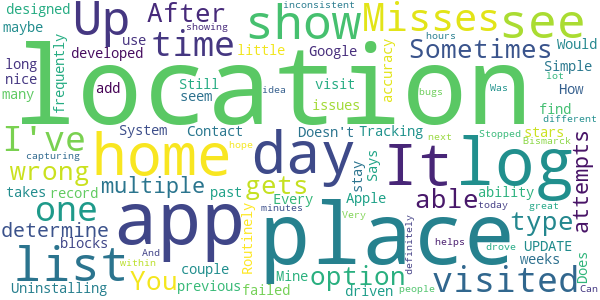 designed Up After show Misses see inconsistent
maybe showing
developed use time Google Sometimes Would
long nice add little visit accuracy Simple hours
frequently many location Still seem issues find How lot
System Contact idea Doesn't Tracking bugs Was different
I've home day It log next Stopped Bismarck
capturing hope stars
wrong multiple gets Says stay able ability attempts
takes record past Every Apple type today great
one app place definitely Very minutes
determine Routinely helps UPDATE
blocks You And couple Mine option drove weeks
list within previous driven visited Does
Uninstalling failed people Can